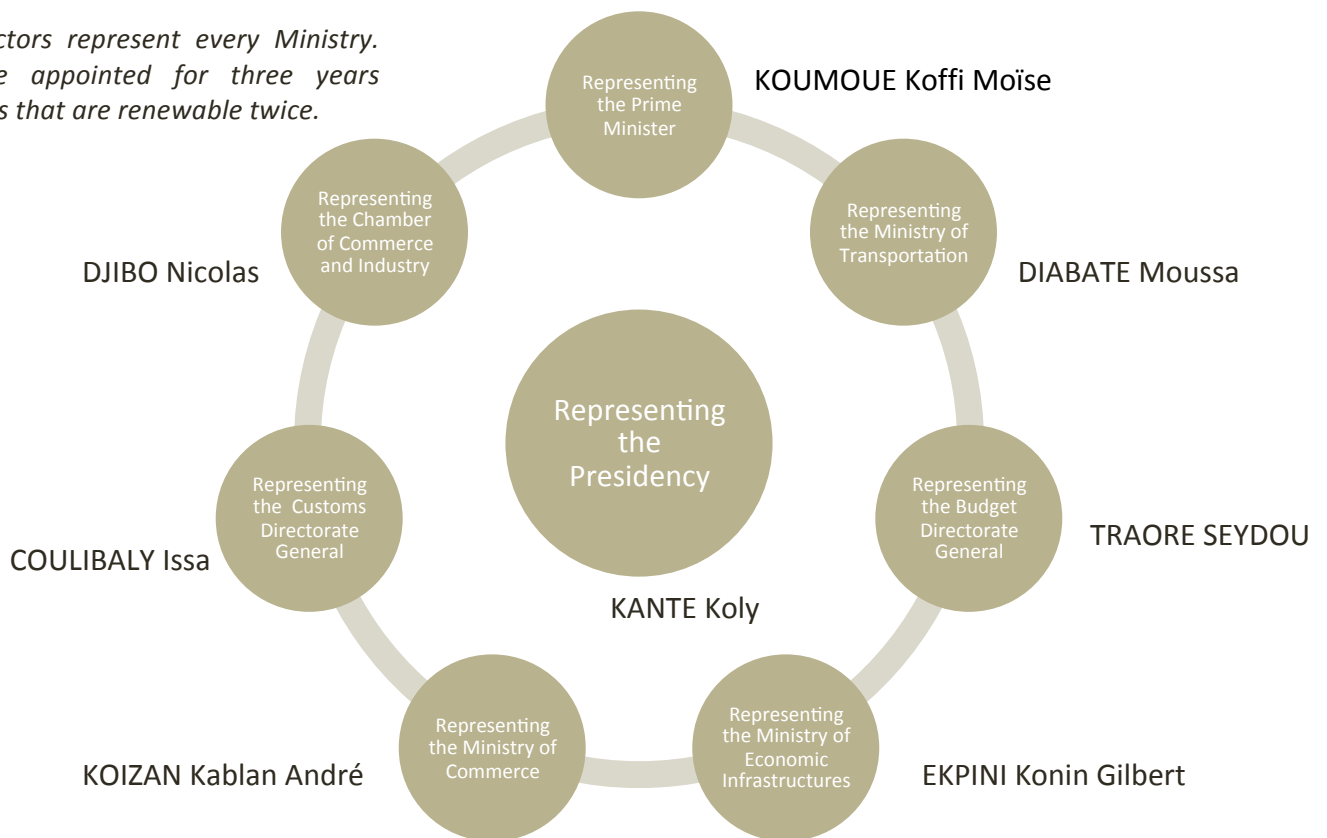 ctors represent every Ministry.
e appointed for three years
s that are renewable twice.
Representing
the Prime
Minister
KOUMOUE Koffi Moïse
Representing
the Chamber
of Commerce
and Industry
DJIBO Nicolas
Representing
the Ministry of
Transportation
DIABATE Moussa
Representing
the
Presidency
KANTE Koly
Representing
the Customs
Directorate
General
COULIBALY Issa
Representing
the Budget
Directorate
General
TRAORE SEYDOU
Representing
the Ministry of
Commerce
KOIZAN Kablan André
Representing
the Ministry of
Economic
Infrastructures
EKPINI Konin Gilbert